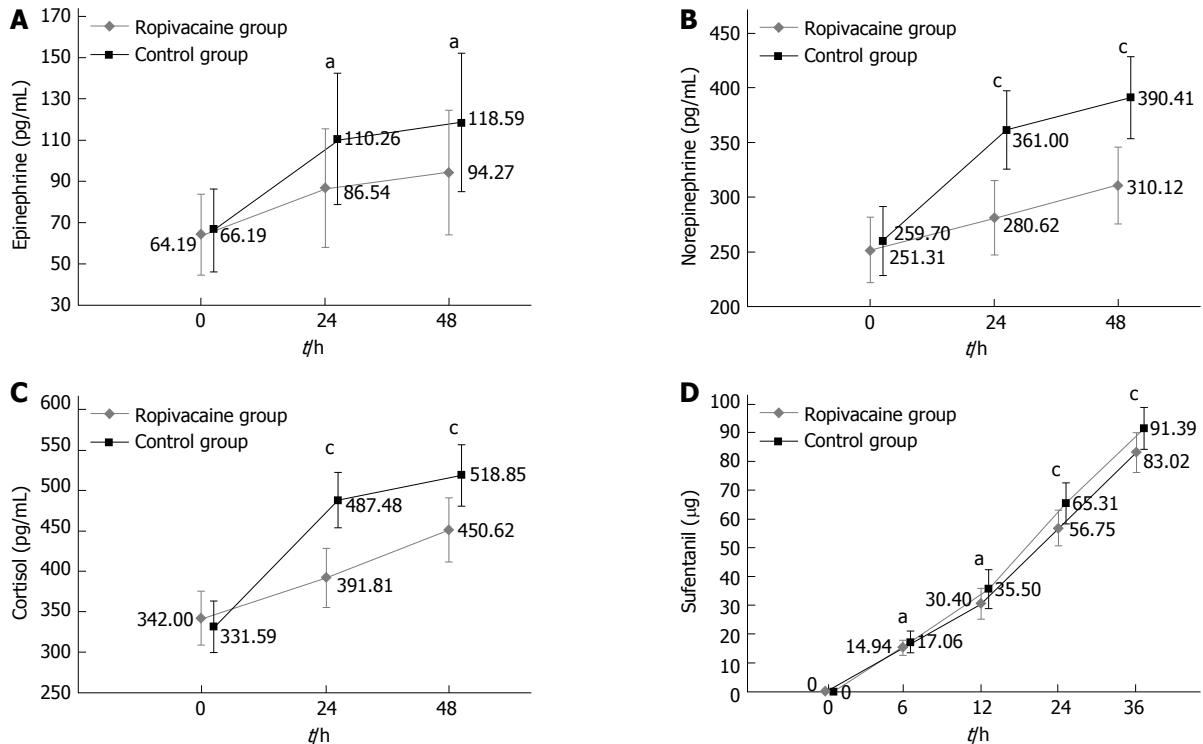 A
Ropivacaine group
Control group
Epinephrine (pg/mL)
170
150
130
110
90
70
50
30
a
a
64.19
66.19
110.26
86.54
118.59
94.27
0
24
48
t/h
B
Ropivacaine group
Control group
Norepinephrine (pg/mL)
450
400
350
300
250
200
c
c
259.70
251.31
361.00
280.62
390.41
310.12
0
24
48
t/h
C
Ropivacaine group
Control group
Cortisol (pg/mL)
600
550
500
450
400
350
300
250
c
c
342.00
331.59
487.48
391.81
518.85
450.62
0
24
48
t/h
D
Ropivacaine group
Control group
Sufentanil (μg)
100
90
80
70
60
50
40
30
20
10
0
a
a
c
c
0
0
14.94
17.06
30.40
35.50
65.31
56.75
91.39
83.02
0
6
12
24
36
t/h